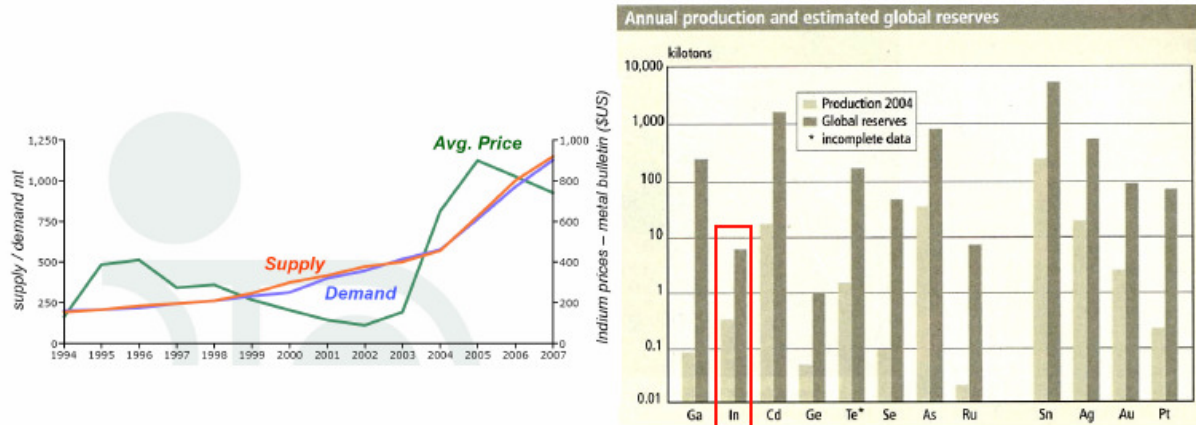 Avg. Price
Supply
Demand
supply / demand mt
1,250
1,000
750
500
250
0
1,000
800
600
400
200
0
1994 1995 1996 1997 1998 1999 2000 2001 2002 2003 2004 2005 2006 2007
Indium prices – metal bulletin ($US)
Annual production and estimated global reserves
kilotons
10,000
1,000
100
10
1
0.1
0.01
Production 2004
Global reserves
* incomplete data
Ga In Cd Ge Te* Se As Ru Sn Ag Au Pt